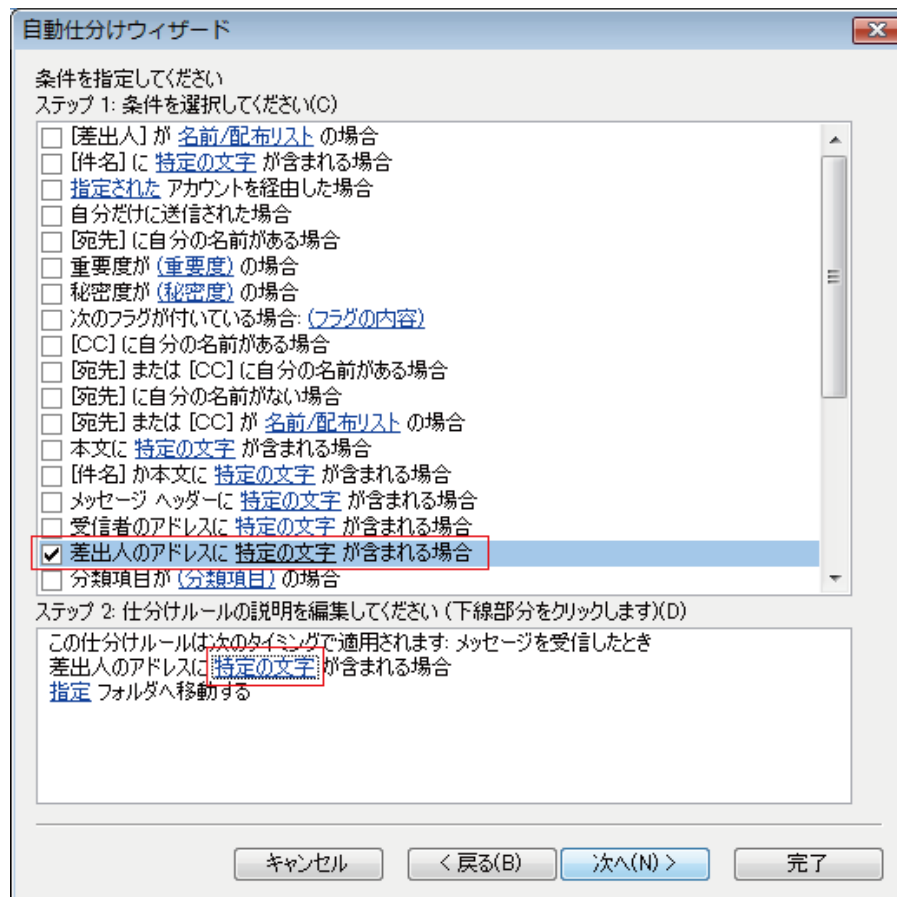 自動仕分けウィザード
条件を指定してください
ステップ 1: 条件を選択してください(C)
[差出人] が 名前/配布リスト の場合
[件名] に 特定の文字 が含まれる場合
指定された アカウントを経由した場合
自分だけに送信された場合
[宛先] に自分の名前がある場合
重要度が (重要度) の場合
秘密度が (秘密度) の場合
次のフラグが付いている場合: (フラグの内容)
[CC] に自分の名前がある場合
[宛先] または [CC] に自分の名前がある場合
[宛先] に自分の名前がない場合
[宛先] または [CC] が 名前/配布リスト の場合
本文に 特定の文字 が含まれる場合
[件名] か本文に 特定の文字 が含まれる場合
メッセージ ヘッダーに 特定の文字 が含まれる場合
受信者のアドレスに 特定の文字 が含まれる場合
差出人のアドレスに 特定の文字 が含まれる場合
分類項目が (分類項目) の場合
ステップ 2: 仕分けルールの説明を編集してください (下線部分をクリックします)(D)
この仕分けルールは次のタイミングで適用されます: メッセージを受信したとき
差出人のアドレスに 特定の文字 が含まれる場合
指定 フォルダへ移動する
キャンセル
< 戻る(B)
次へ(N) >
完了